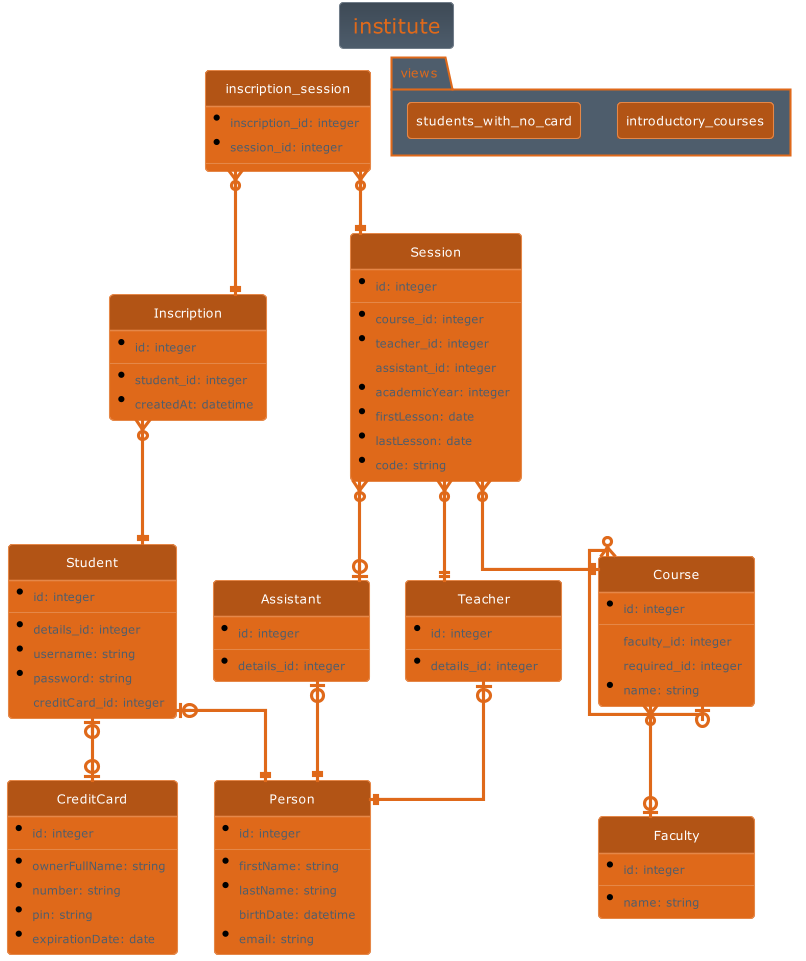 institute
views
students_with_no_card
introductory_courses
inscription_session
inscription_id: integer
session_id: integer
Session
id: integer
course_id: integer
teacher_id: integer
assistant_id: integer
academicYear: integer
firstLesson: date
lastLesson: date
code: string
Inscription
id: integer
student_id: integer
createdAt: datetime
Student
id: integer
details_id: integer
username: string
password: string
creditCard_id: integer
Assistant
id: integer
details_id: integer
Teacher
id: integer
details_id: integer
Course
id: integer
faculty_id: integer
required_id: integer
name: string
CreditCard
id: integer
ownerFullName: string
number: string
pin: string
expirationDate: date
Person
id: integer
firstName: string
lastName: string
birthDate: datetime
email: string
Faculty
id: integer
name: string